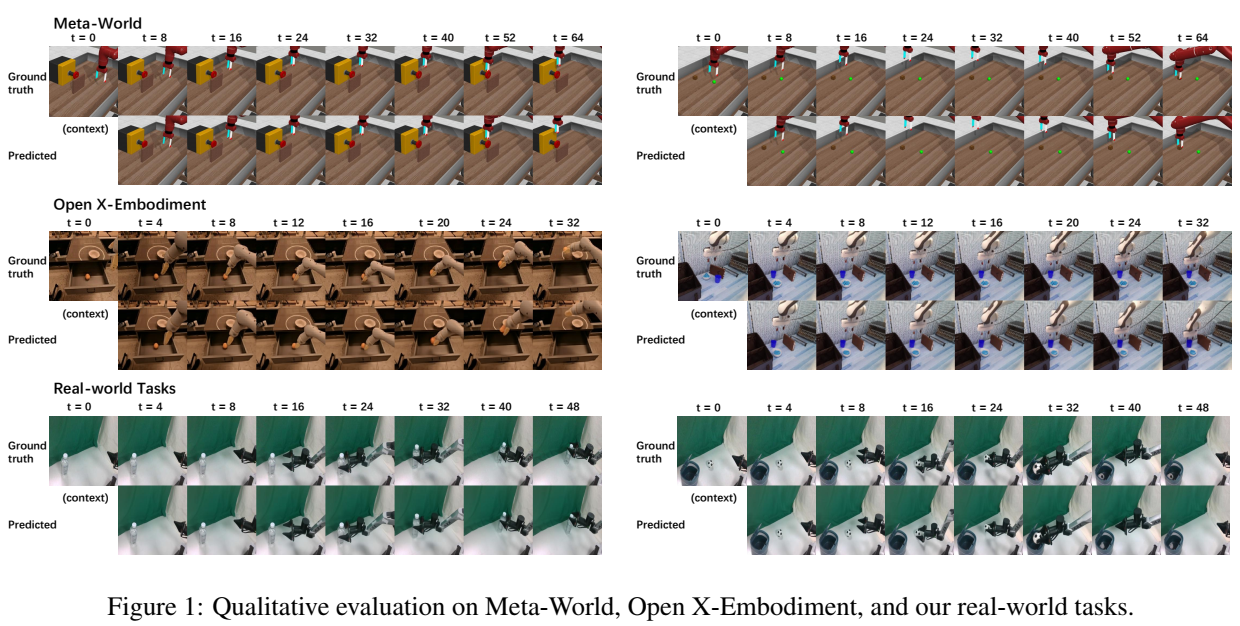 Meta-World
t = 0 t = 8 t = 16 t = 24 t = 32 t = 40 t = 52 t = 64
Ground
truth
(context)
Predicted
t = 0 t = 8 t = 16 t = 24 t = 32 t = 40 t = 52 t = 64
Ground
truth
(context)
Predicted
Open X-Embodiment
t = 0 t = 4 t = 8 t = 12 t = 16 t = 20 t = 24 t = 32
Ground
truth
(context)
Predicted
t = 0 t = 4 t = 8 t = 12 t = 16 t = 20 t = 24 t = 32
Ground
truth
(context)
Predicted
Real-world Tasks
t = 0 t = 4 t = 8 t = 16 t = 24 t = 32 t = 40 t = 48
Ground
truth
(context)
Predicted
t = 0 t = 4 t = 8 t = 16 t = 24 t = 32 t = 40 t = 48
Ground
truth
(context)
Predicted
Figure 1: Qualitative evaluation on Meta-World, Open X-Embodiment, and our real-world tasks.